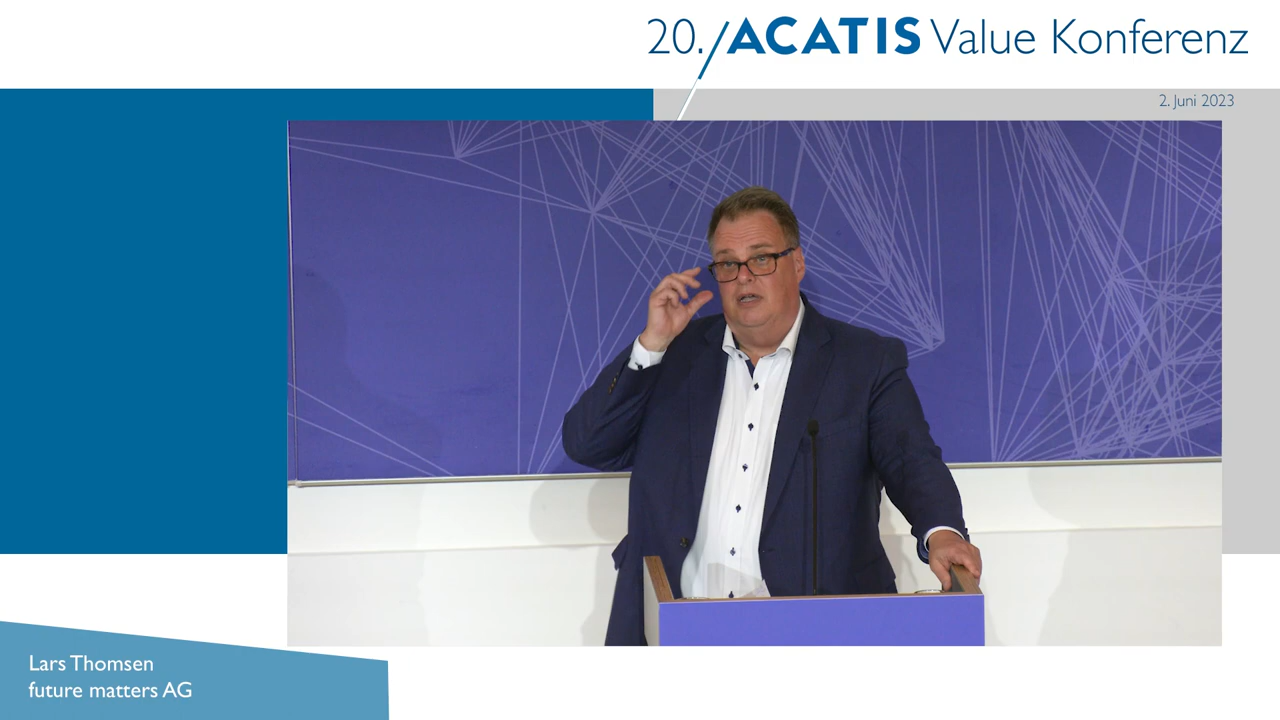 20. ACATIS Value Konferenz
2. Juni 2023
Lars Thomsen
future matters AG